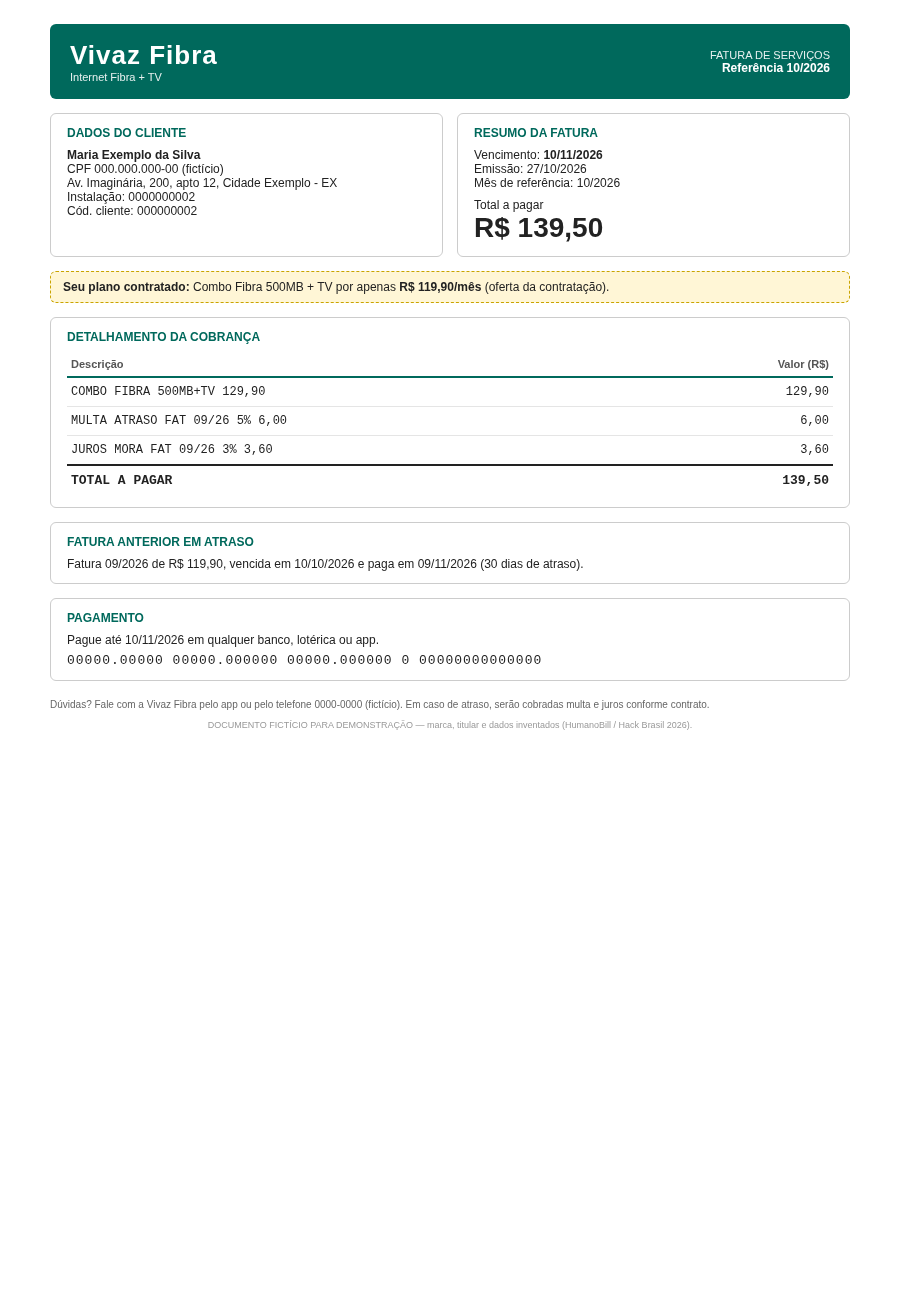 Vivaz Fibra
Internet Fibra + TV
FATURA DE SERVIÇOS
Referência 10/2026
DADOS DO CLIENTE
Maria Exemplo da Silva
CPF 000.000.000-00 (fictício)
Av. Imaginária, 200, apto 12, Cidade Exemplo - EX
Instalação: 0000000002
Cód. cliente: 000000002
RESUMO DA FATURA
Vencimento: 10/11/2026
Emissão: 27/10/2026
Mês de referência: 10/2026
Total a pagar
R$ 139,50
Seu plano contratado: Combo Fibra 500MB + TV por apenas R$ 119,90/mês (oferta da contratação).
DETALHAMENTO DA COBRANÇA
Descrição Valor (R$)
COMBO FIBRA 500MB+TV 129,90 129,90
MULTA ATRASO FAT 09/26 5% 6,00 6,00
JUROS MORA FAT 09/26 3% 3,60 3,60
TOTAL A PAGAR 139,50
FATURA ANTERIOR EM ATRASO
Fatura 09/2026 de R$ 119,90, vencida em 10/10/2026 e paga em 09/11/2026 (30 dias de atraso).
PAGAMENTO
Pague até 10/11/2026 em qualquer banco, lotérica ou app.
00000.00000 00000.000000 00000.000000 0 00000000000000
Dúvidas? Fale com a Vivaz Fibra pelo app ou pelo telefone 0000-0000 (fictício). Em caso de atraso, serão cobradas multa e juros conforme contrato.
DOCUMENTO FICTÍCIO PARA DEMONSTRAÇÃO — marca, titular e dados inventados (HumanoBill / Hack Brasil 2026).